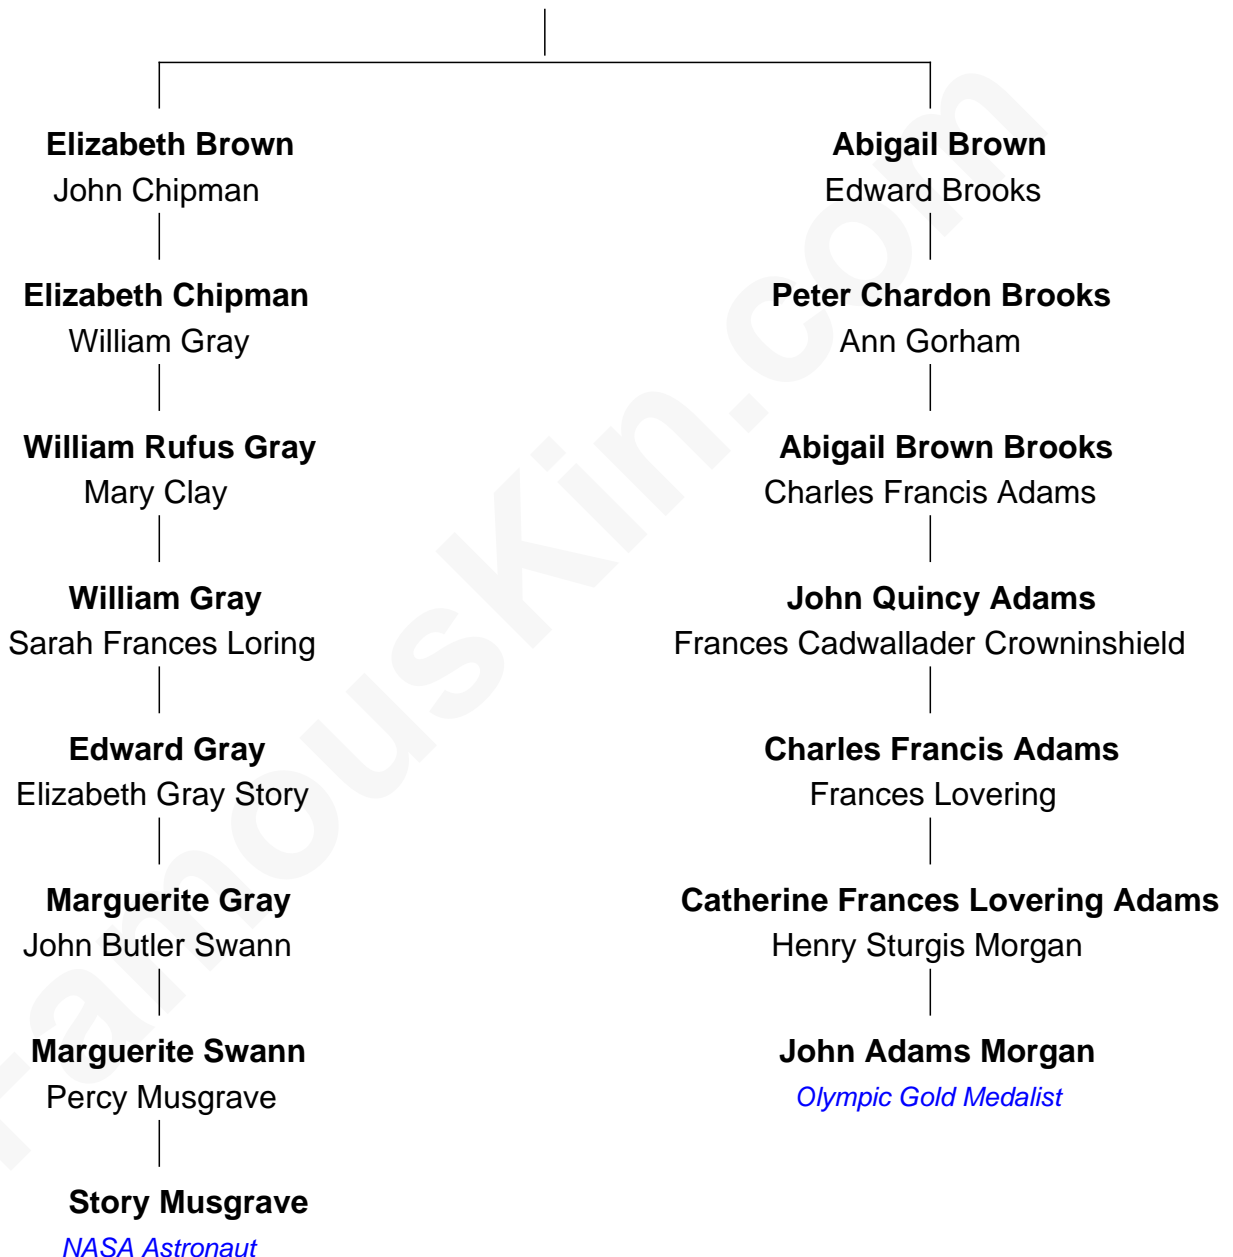 Elizabeth Brown
John Chipman
Elizabeth Chipman
William Gray
William Rufus Gray
Mary Clay
William Gray
Sarah Frances Loring
Edward Gray
Elizabeth Gray Story
Marguerite Gray
John Butler Swann
Marguerite Swann
Percy Musgrave
Story Musgrave
NASA Astronaut
Abigail Brown
Edward Brooks
Peter Chardon Brooks
Ann Gorham
Abigail Brown Brooks
Charles Francis Adams
John Quincy Adams
Frances Cadwallader Crowninshield
Charles Francis Adams
Frances Lovering
Catherine Frances Lovering Adams
Henry Sturgis Morgan
John Adams Morgan
Olympic Gold Medalist
FamousKin.com